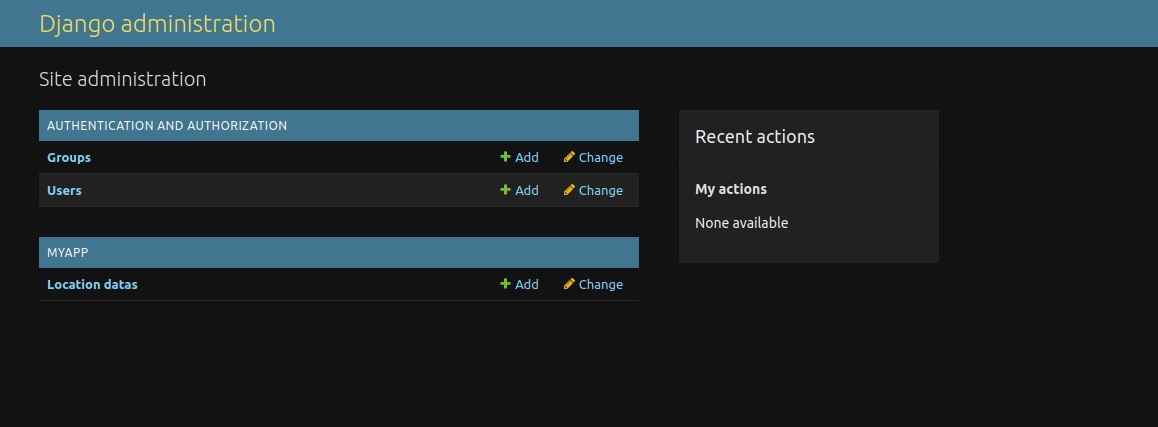 Django administration
Site administration
AUTHENTICATION AND AUTHORIZATION
Groups Add Change
Users Add Change
MYAPP
Location datas Add Change
Recent actions
My actions
None available